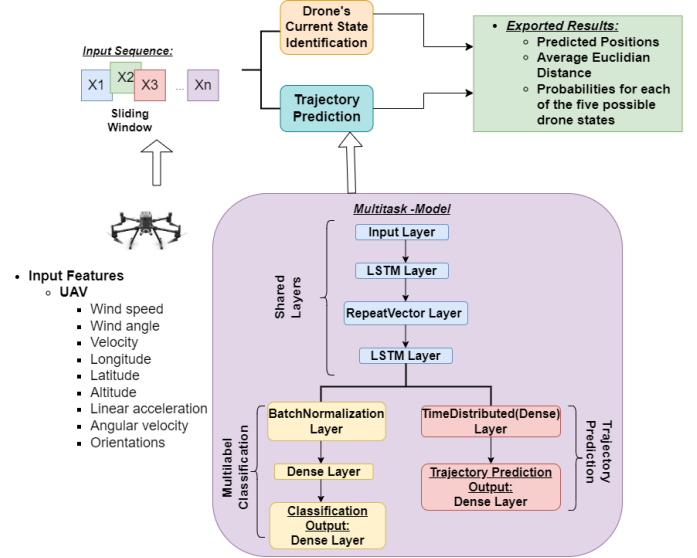 Input Sequence:
X1
X2
X3
...
Xn
Sliding
Window
Drone's
Current State
Identification
Trajectory
Prediction
Exported Results:
Predicted Positions
Average Euclidian
Distance
Probabilities for each
of the five possible
drone states
Input Features
UAV
Wind speed
Wind angle
Velocity
Longitude
Latitude
Altitude
Linear acceleration
Angular velocity
Orientations
Multitask -Model
Shared
Layers
Input Layer
LSTM Layer
RepeatVector Layer
LSTM Layer
Multilabel
Classification
BatchNormalization
Layer
Dense Layer
Classification
Output:
Dense Layer
TimeDistributed(Dense)
Layer
Trajectory Prediction
Output:
Dense Layer
Trajectory
Prediction